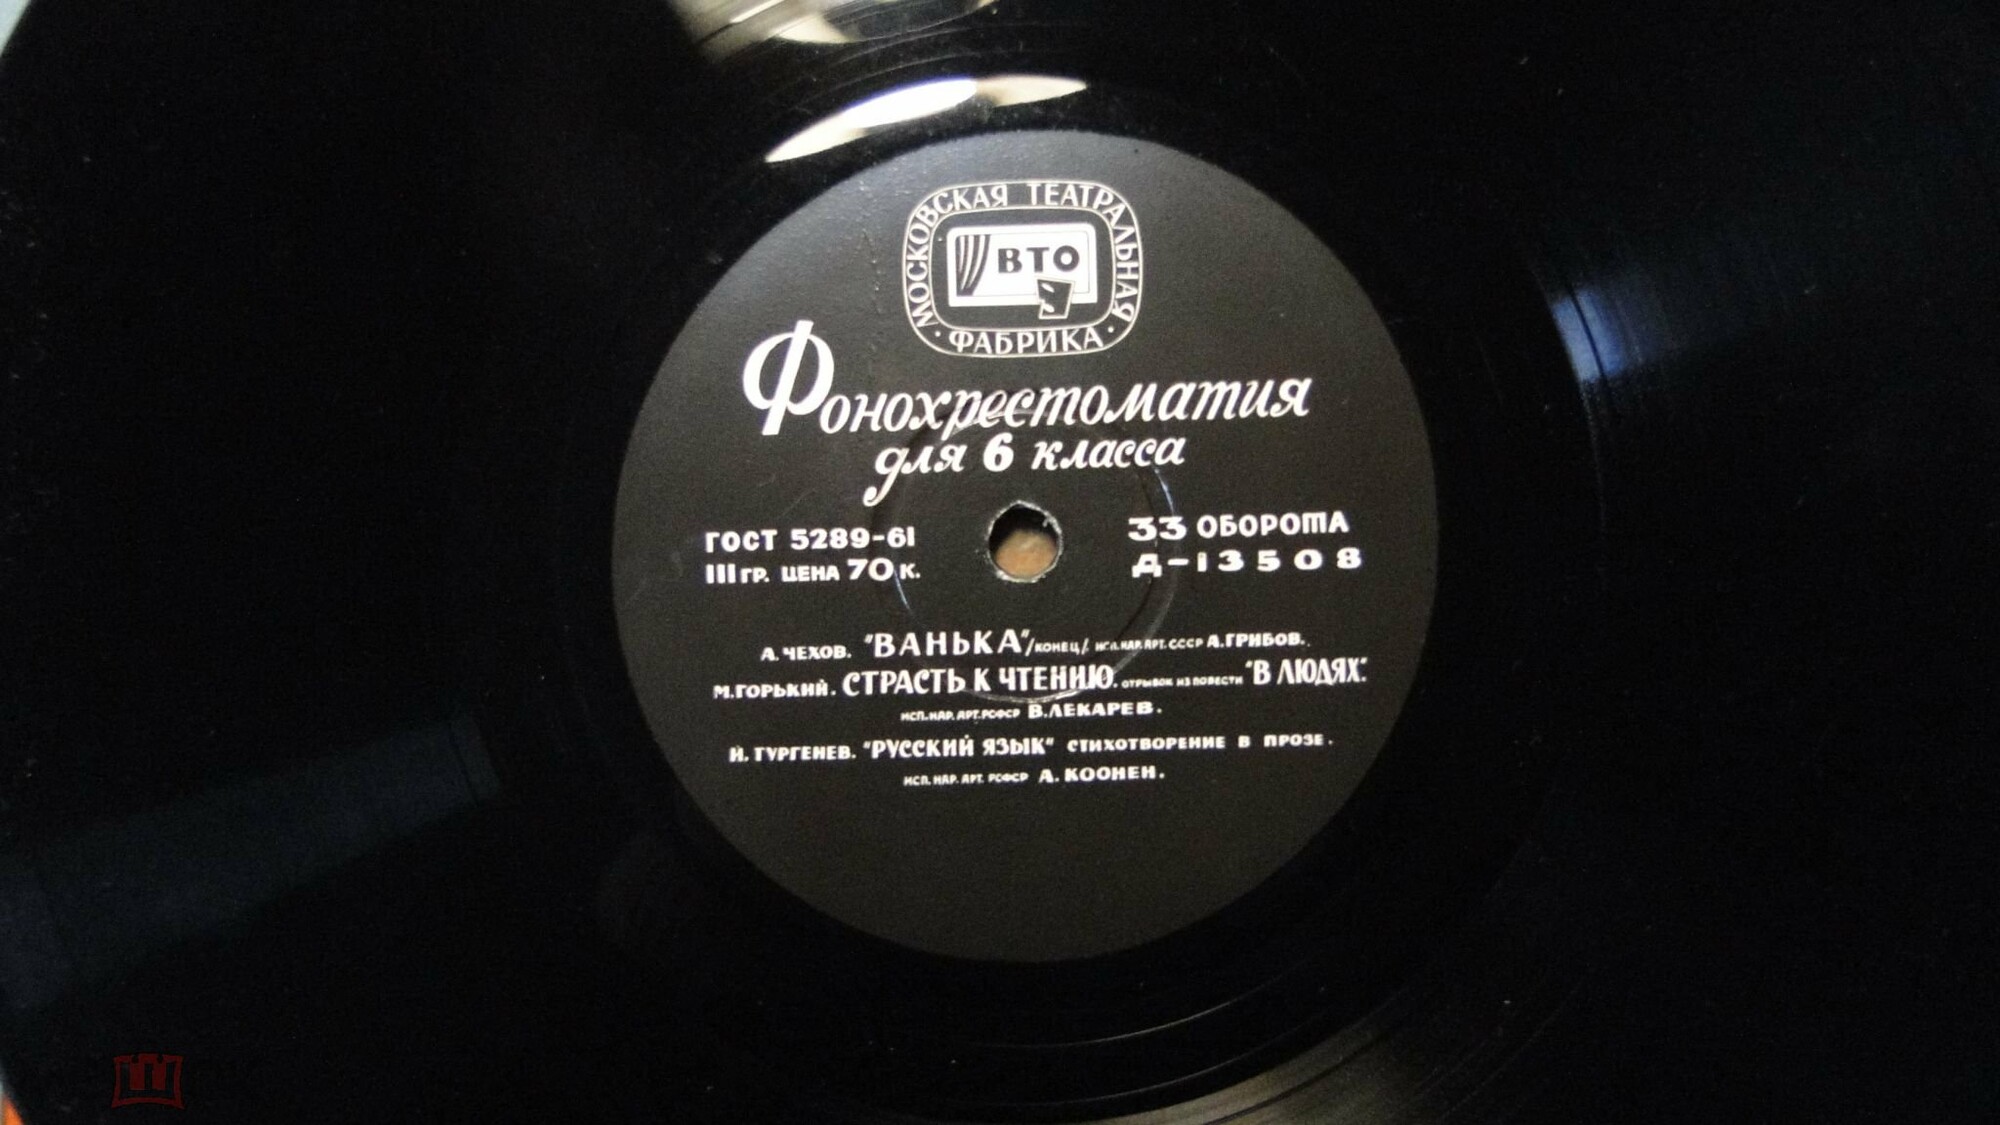 МОСКОВСКАЯ ТЕАТРАЛЬНАЯ
ВТО
• ФАБРИКА •
Фонохрестоматия
для 6 класса
ГОСТ 5289-61
III ГР. ЦЕНА 70 К.
33 ОБОРОТА
Д-13508
А. ЧЕХОВ. "ВАНЬКА" /КОНЕЦ/. ИСП. НАР. АРТ. СССР А. ГРИБОВ.
М. ГОРЬКИЙ. СТРАСТЬ К ЧТЕНИЮ. ОТРЫВОК ИЗ ПОВЕСТИ "В ЛЮДЯХ".
ИСП. НАР. АРТ. РСФСР В. ЛЕКАРЕВ.
И. ТУРГЕНЕВ. "РУССКИЙ ЯЗЫК" СТИХОТВОРЕНИЕ В ПРОЗЕ.
ИСП. НАР. АРТ. РСФСР А. КООНЕН.